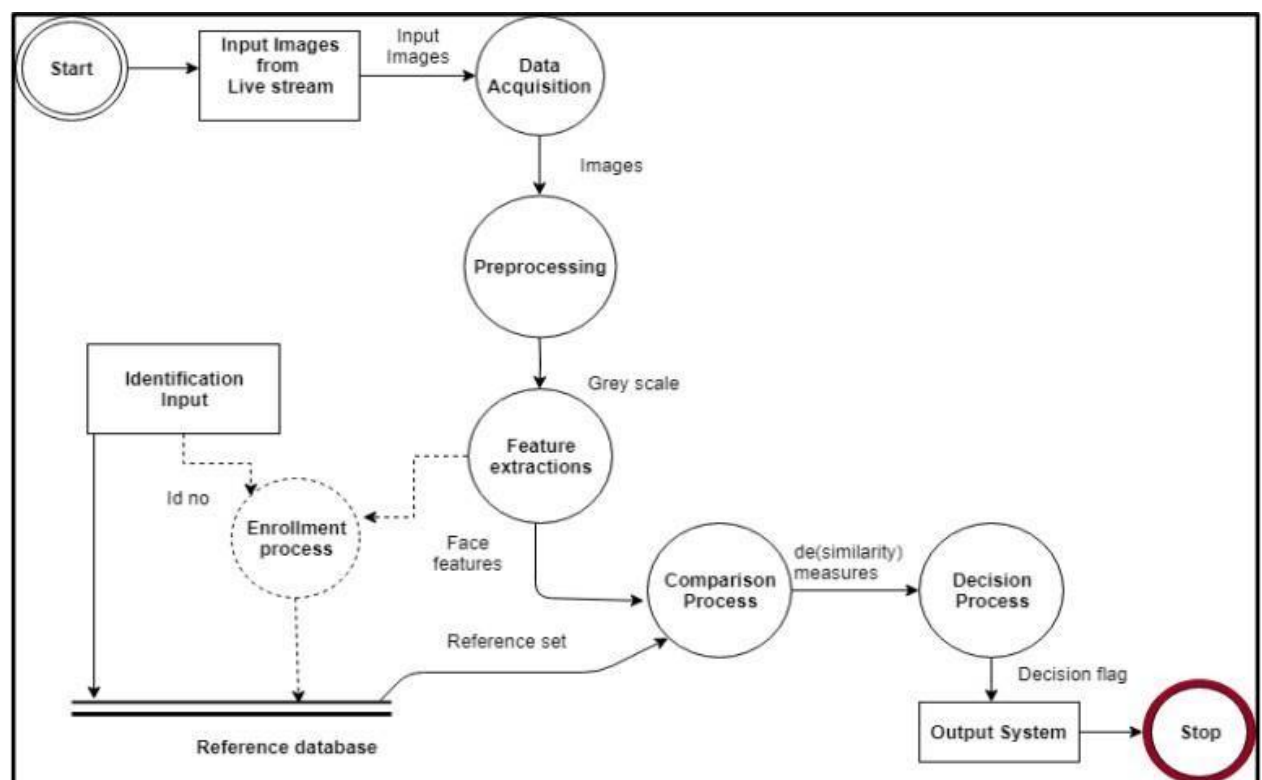 Start
Input Images
from
Live stream
Input
Images
Data
Acquisition
Images
Preprocessing
Grey scale
Identification
Input
Feature
extractions
Id no
Enrollment
process
Face
features
Comparison
Process
de(similarity)
measures
Decision
Process
Reference set
Decision flag
Reference database
Output System
Stop